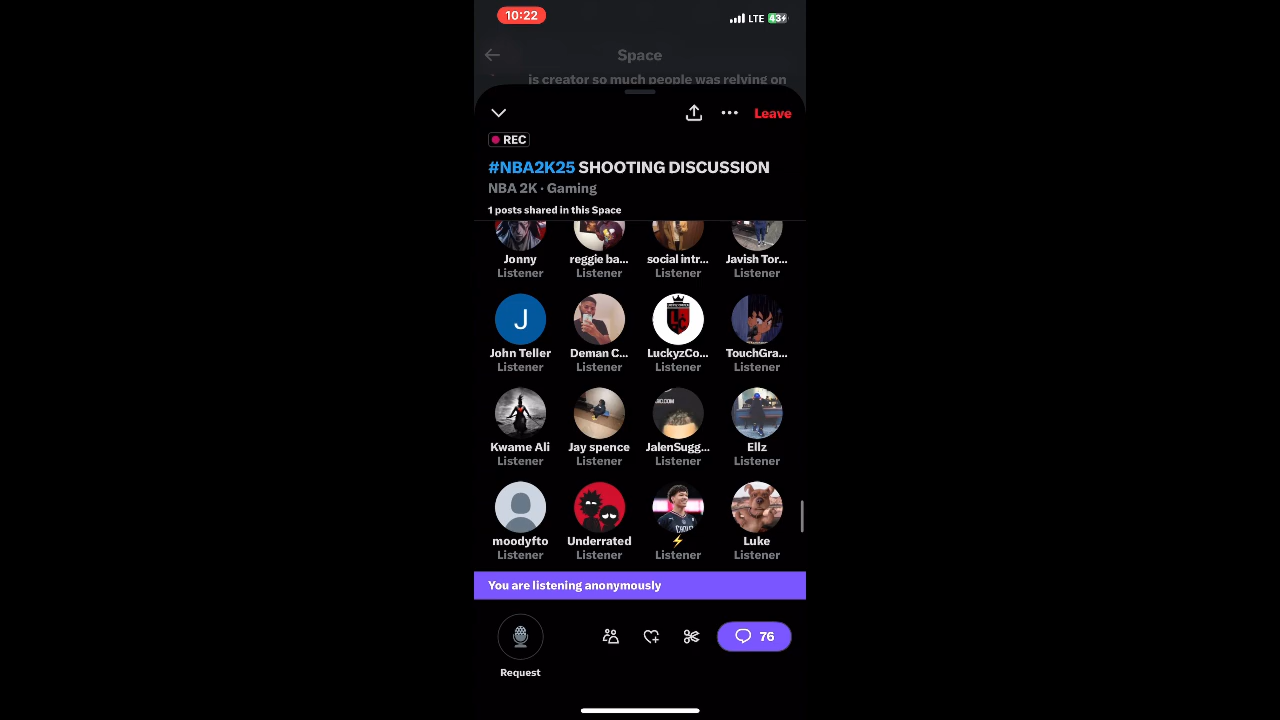 10:22
LTE 43
Space
is creator so much people was relying on
Leave
REC
#NBA2K25 SHOOTING DISCUSSION
NBA 2K · Gaming
1 posts shared in this Space
Jonny reggie ba... social intr... Javish Tor...
Listener Listener Listener Listener
J
John Teller Deman C... LuckyzCo... TouchGra...
Listener Listener Listener Listener
JID.COM
Kwame Ali Jay spence JalenSugg... Ellz
Listener Listener Listener Listener
moodyfto Underrated ⚡ Luke
Listener Listener Listener Listener
You are listening anonymously
76
Request